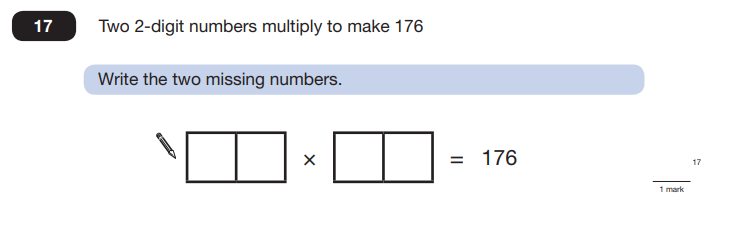 17 Two 2-digit numbers multiply to make 176
Write the two missing numbers.
× = 176
17
1 mark